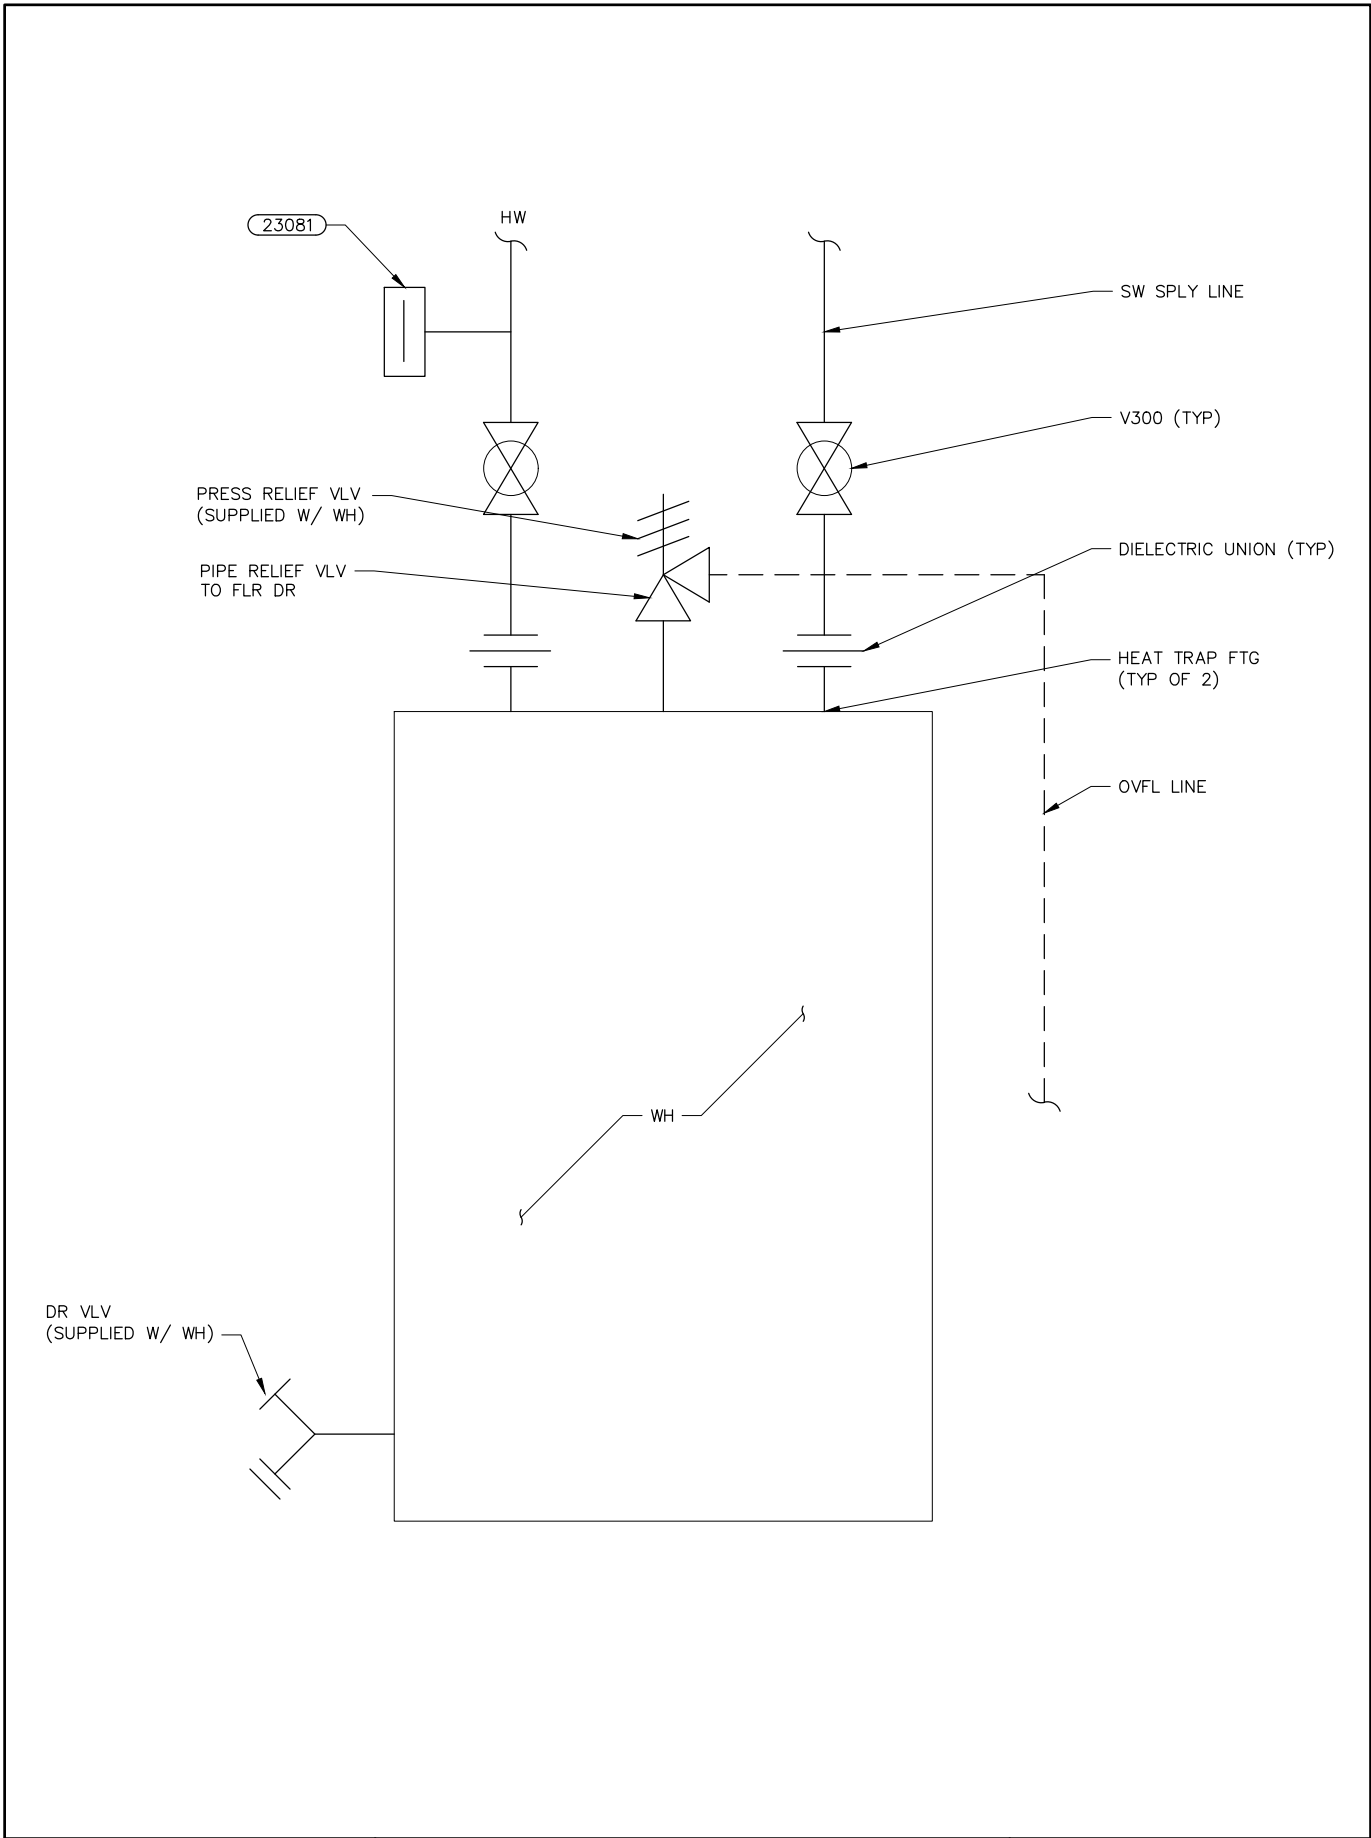 HW
23081
SW SPLY LINE
V300 (TYP)
PRESS RELIEF VLV
(SUPPLIED W/ WH)
DIELECTRIC UNION (TYP)
PIPE RELIEF VLV
TO FLR DR
HEAT TRAP FTG
(TYP OF 2)
OVFL LINE
WH
DR VLV
(SUPPLIED W/ WH)